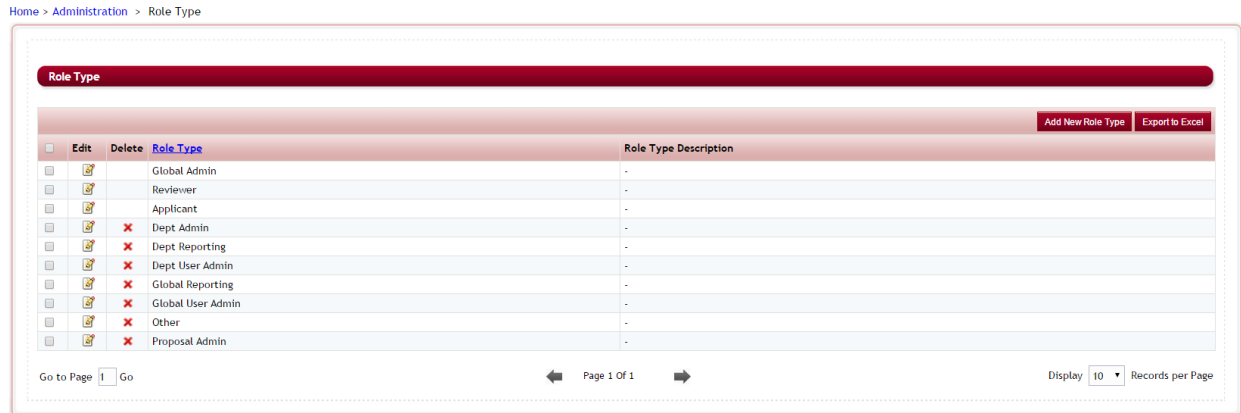 Home > Administration > Role Type
Role Type
Add New Role Type Export to Excel
Edit Delete Role Type Role Type Description
Global Admin -
Reviewer -
Applicant -
Dept Admin -
Dept Reporting -
Dept User Admin -
Global Reporting -
Global User Admin -
Other -
Proposal Admin -
Go to Page 1 Go Page 1 Of 1 Display 10 Records per Page